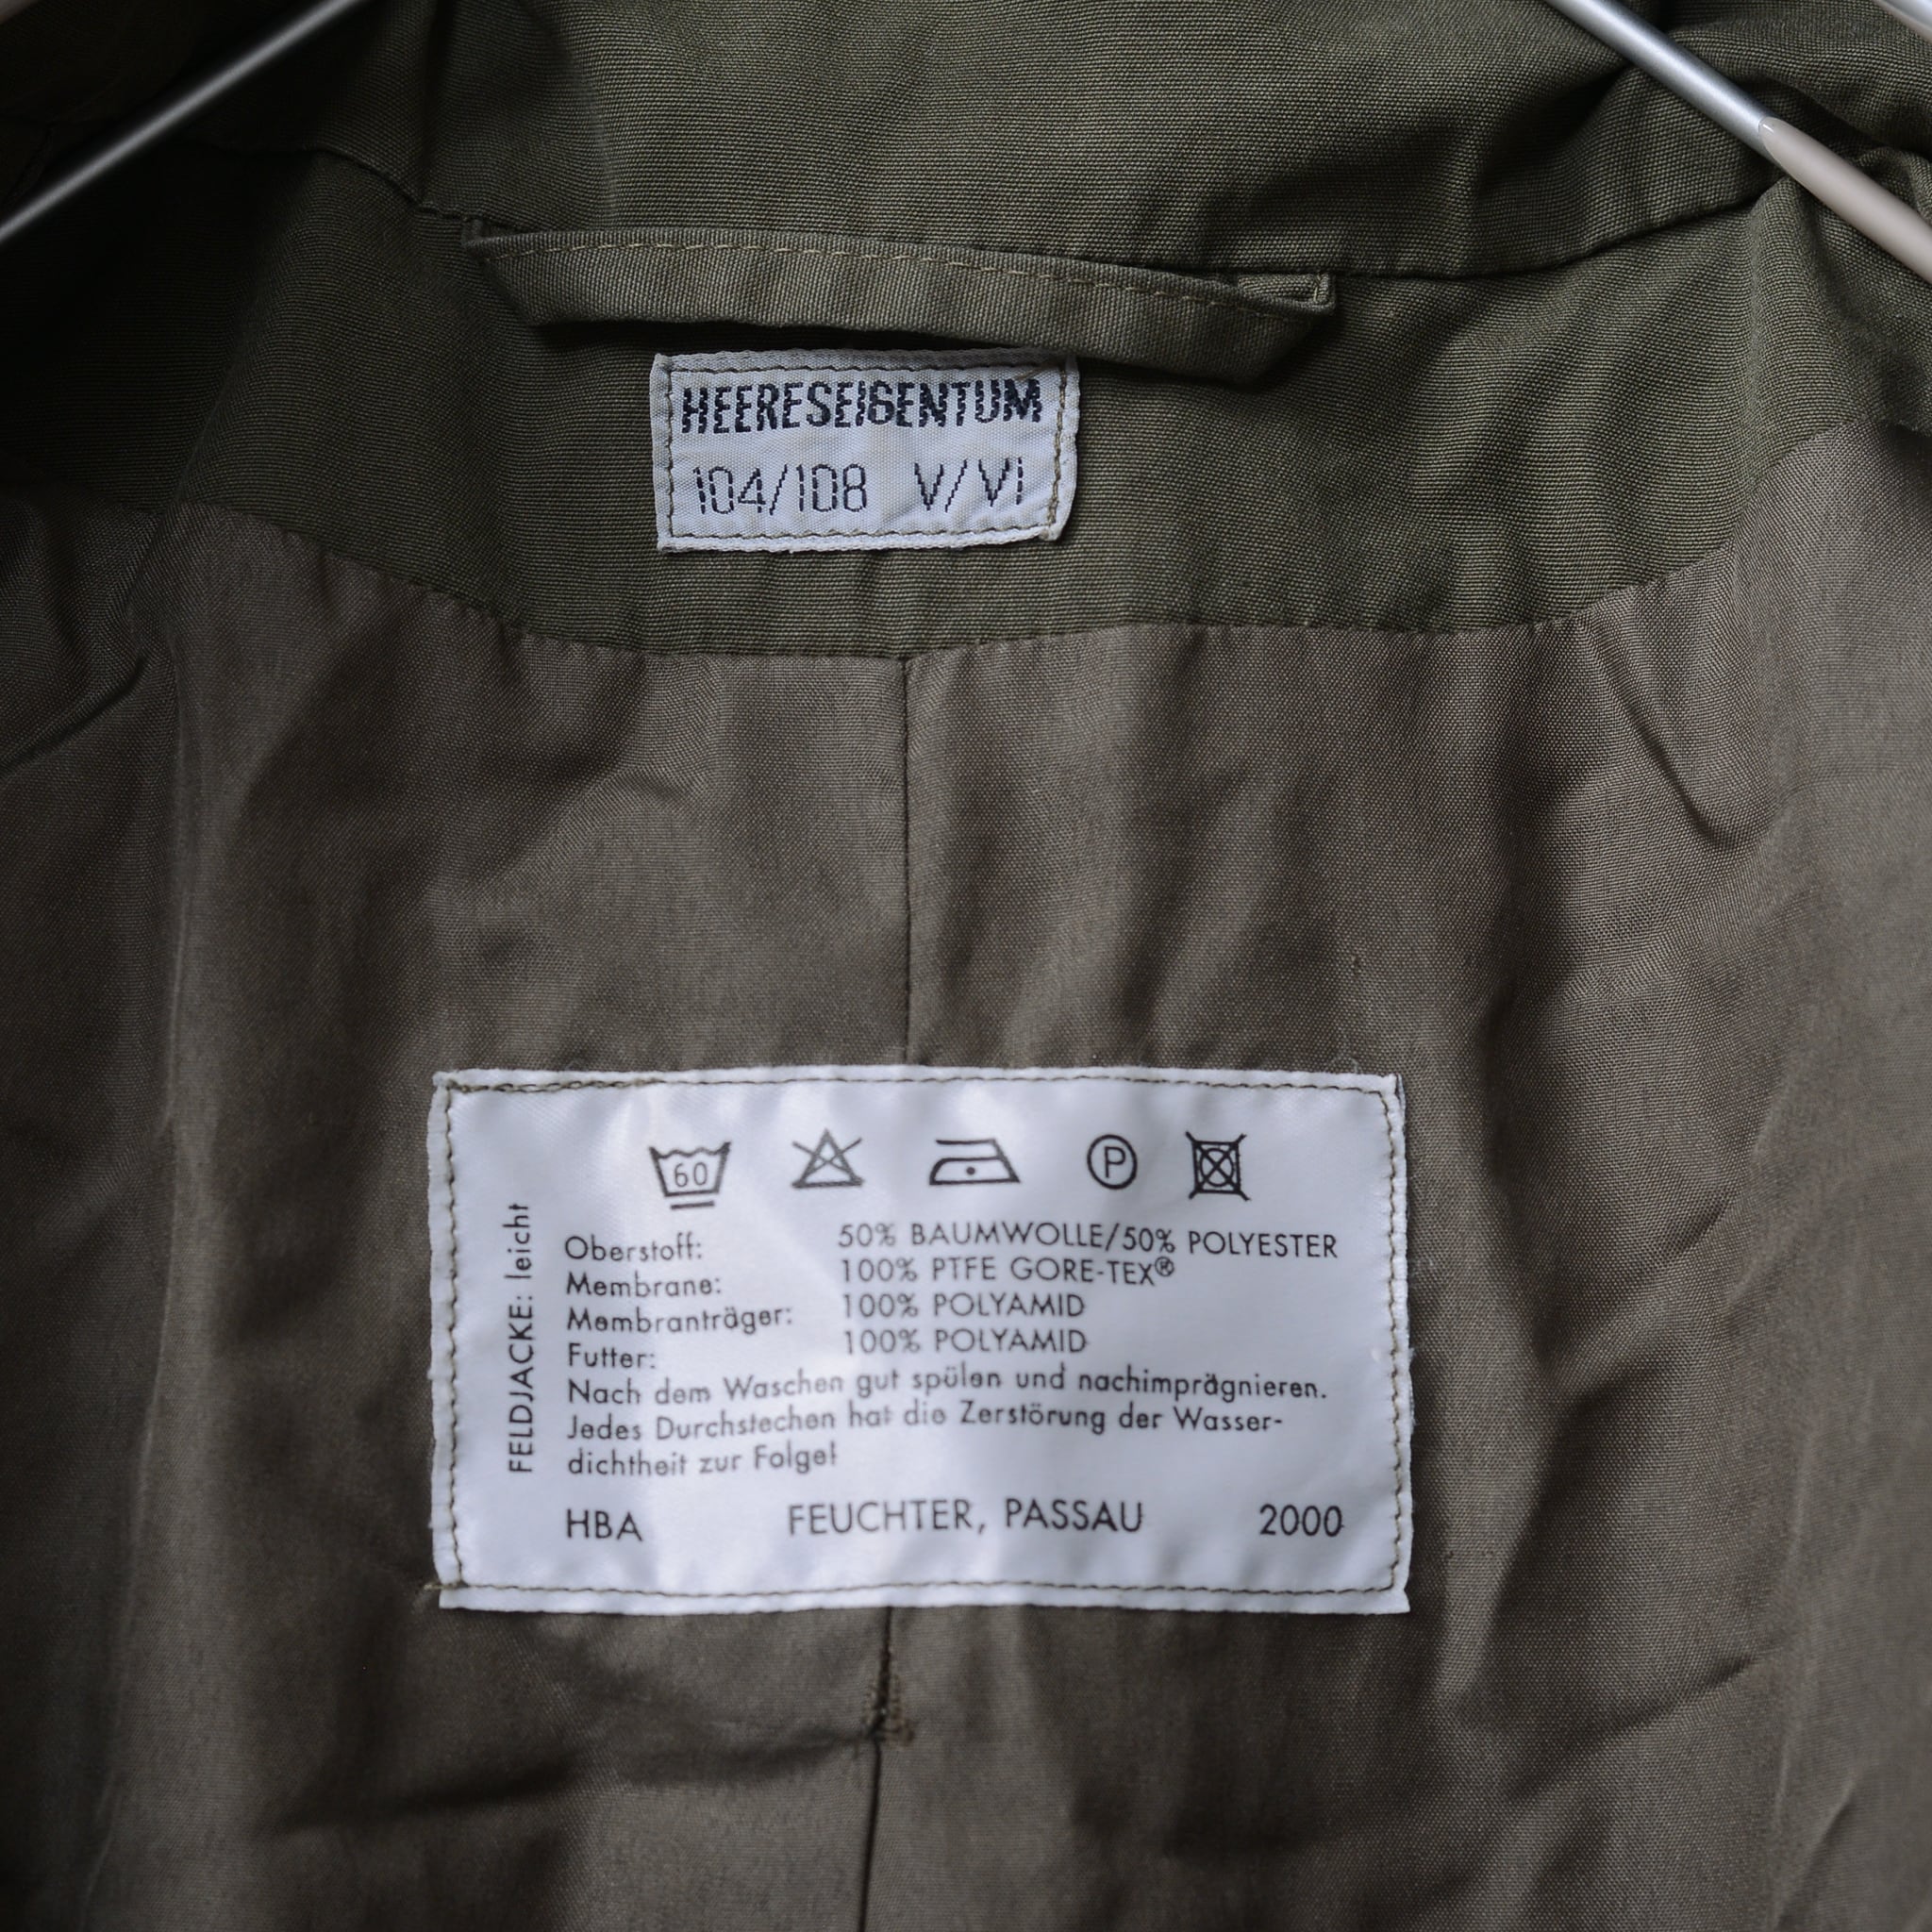 HEERESEIGENTUM
104/108 V/VI
60
P
FELDJACKE: leicht
Oberstoff: 50% BAUMWOLLE/50% POLYESTER
Membrane: 100% PTFE GORE-TEX®
Membranträger: 100% POLYAMID
Futter: 100% POLYAMID
Nach dem Waschen gut spülen und nachimprägnieren.
Jedes Durchstechen hat die Zerstörung der Wasser-
dichtheit zur Folge!
HBA FEUCHTER, PASSAU 2000